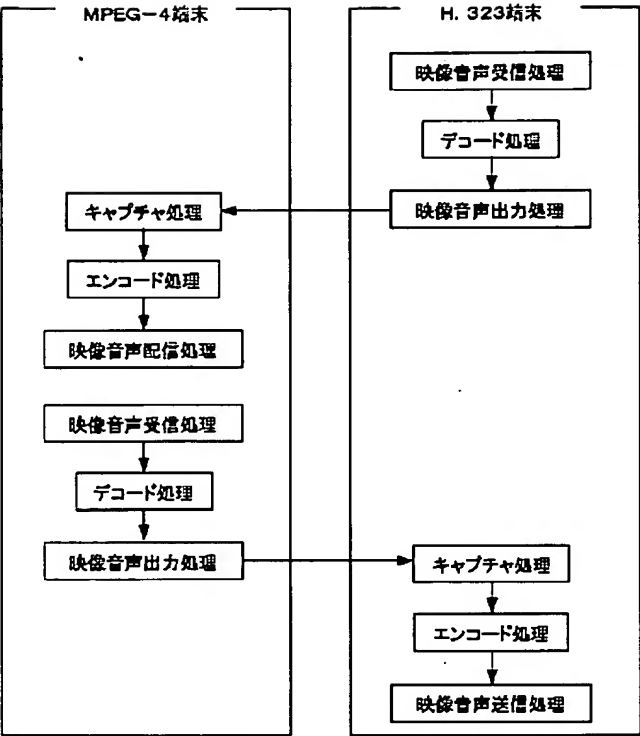 MPEG-4端末
キャプチャ処理
エンコード処理
映像音声配信処理
映像音声受信処理
デコード処理
映像音声出力処理
H. 323端末
映像音声受信処理
デコード処理
映像音声出力処理
キャプチャ処理
エンコード処理
映像音声送信処理